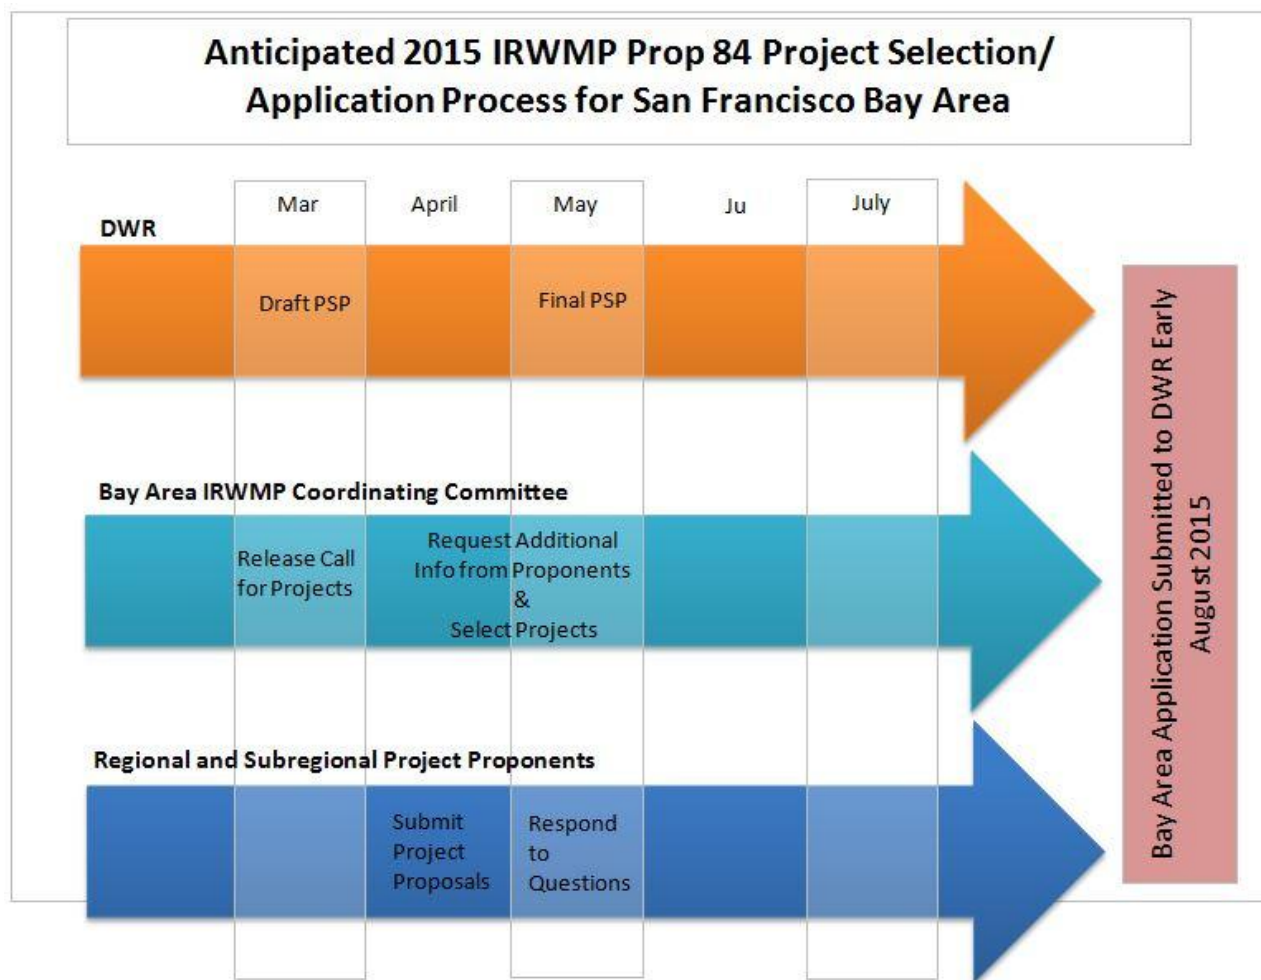 Anticipated 2015 IRWMP Prop 84 Project Selection/
Application Process for San Francisco Bay Area
Mar
April
May
Ju
July
DWR
Draft PSP
Final PSP
Bay Area IRWMP Coordinating Committee
Release Call
for Projects
Request Additional
Info from Proponents
&
Select Projects
Regional and Subregional Project Proponents
Submit
Project
Proposals
Respond
to
Questions
Bay Area Application Submitted to DWR Early
August 2015